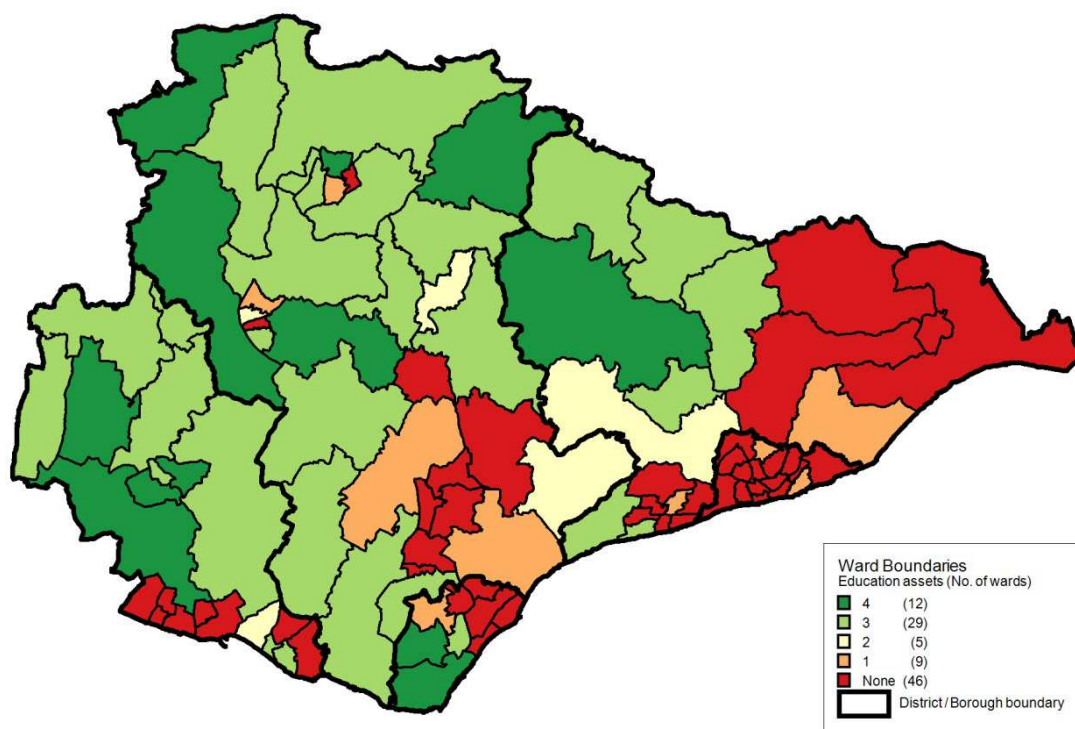 Ward Boundaries
Education assets (No. of wards)
4 (12)
3 (29)
2 (5)
1 (9)
None (46)
District / Borough boundary